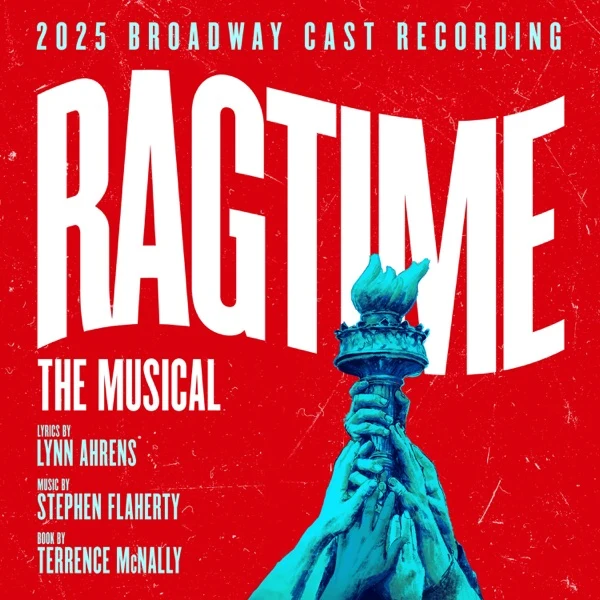 2025 BROADWAY CAST RECORDING
RAGTIME
THE MUSICAL
LYRICS BY
LYNN AHRENS
MUSIC BY
STEPHEN FLAHERTY
BOOK BY
TERRENCE McNALLY